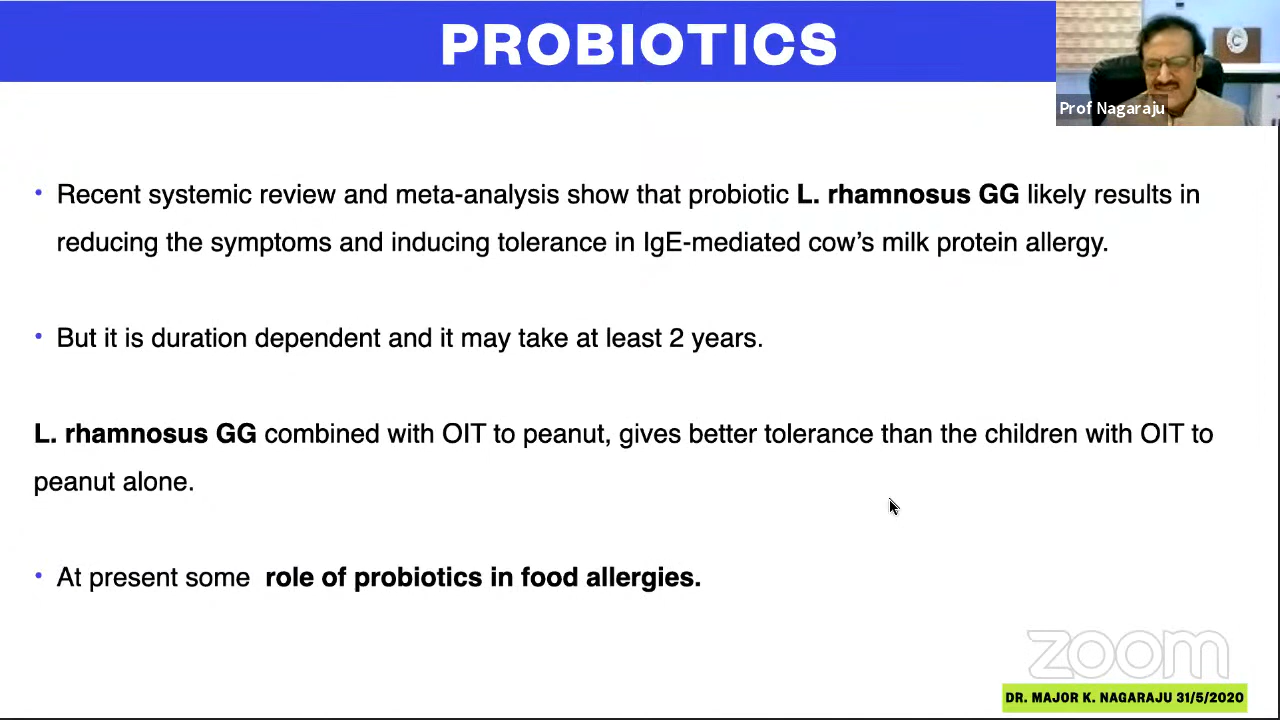 PROBIOTICS
Prof Nagaraju
• Recent systemic review and meta-analysis show that probiotic L. rhamnosus GG likely results in
reducing the symptoms and inducing tolerance in IgE-mediated cow’s milk protein allergy.
• But it is duration dependent and it may take at least 2 years.
L. rhamnosus GG combined with OIT to peanut, gives better tolerance than the children with OIT to
peanut alone.
• At present some role of probiotics in food allergies.
zoom
DR. MAJOR K. NAGARAJU 31/5/2020